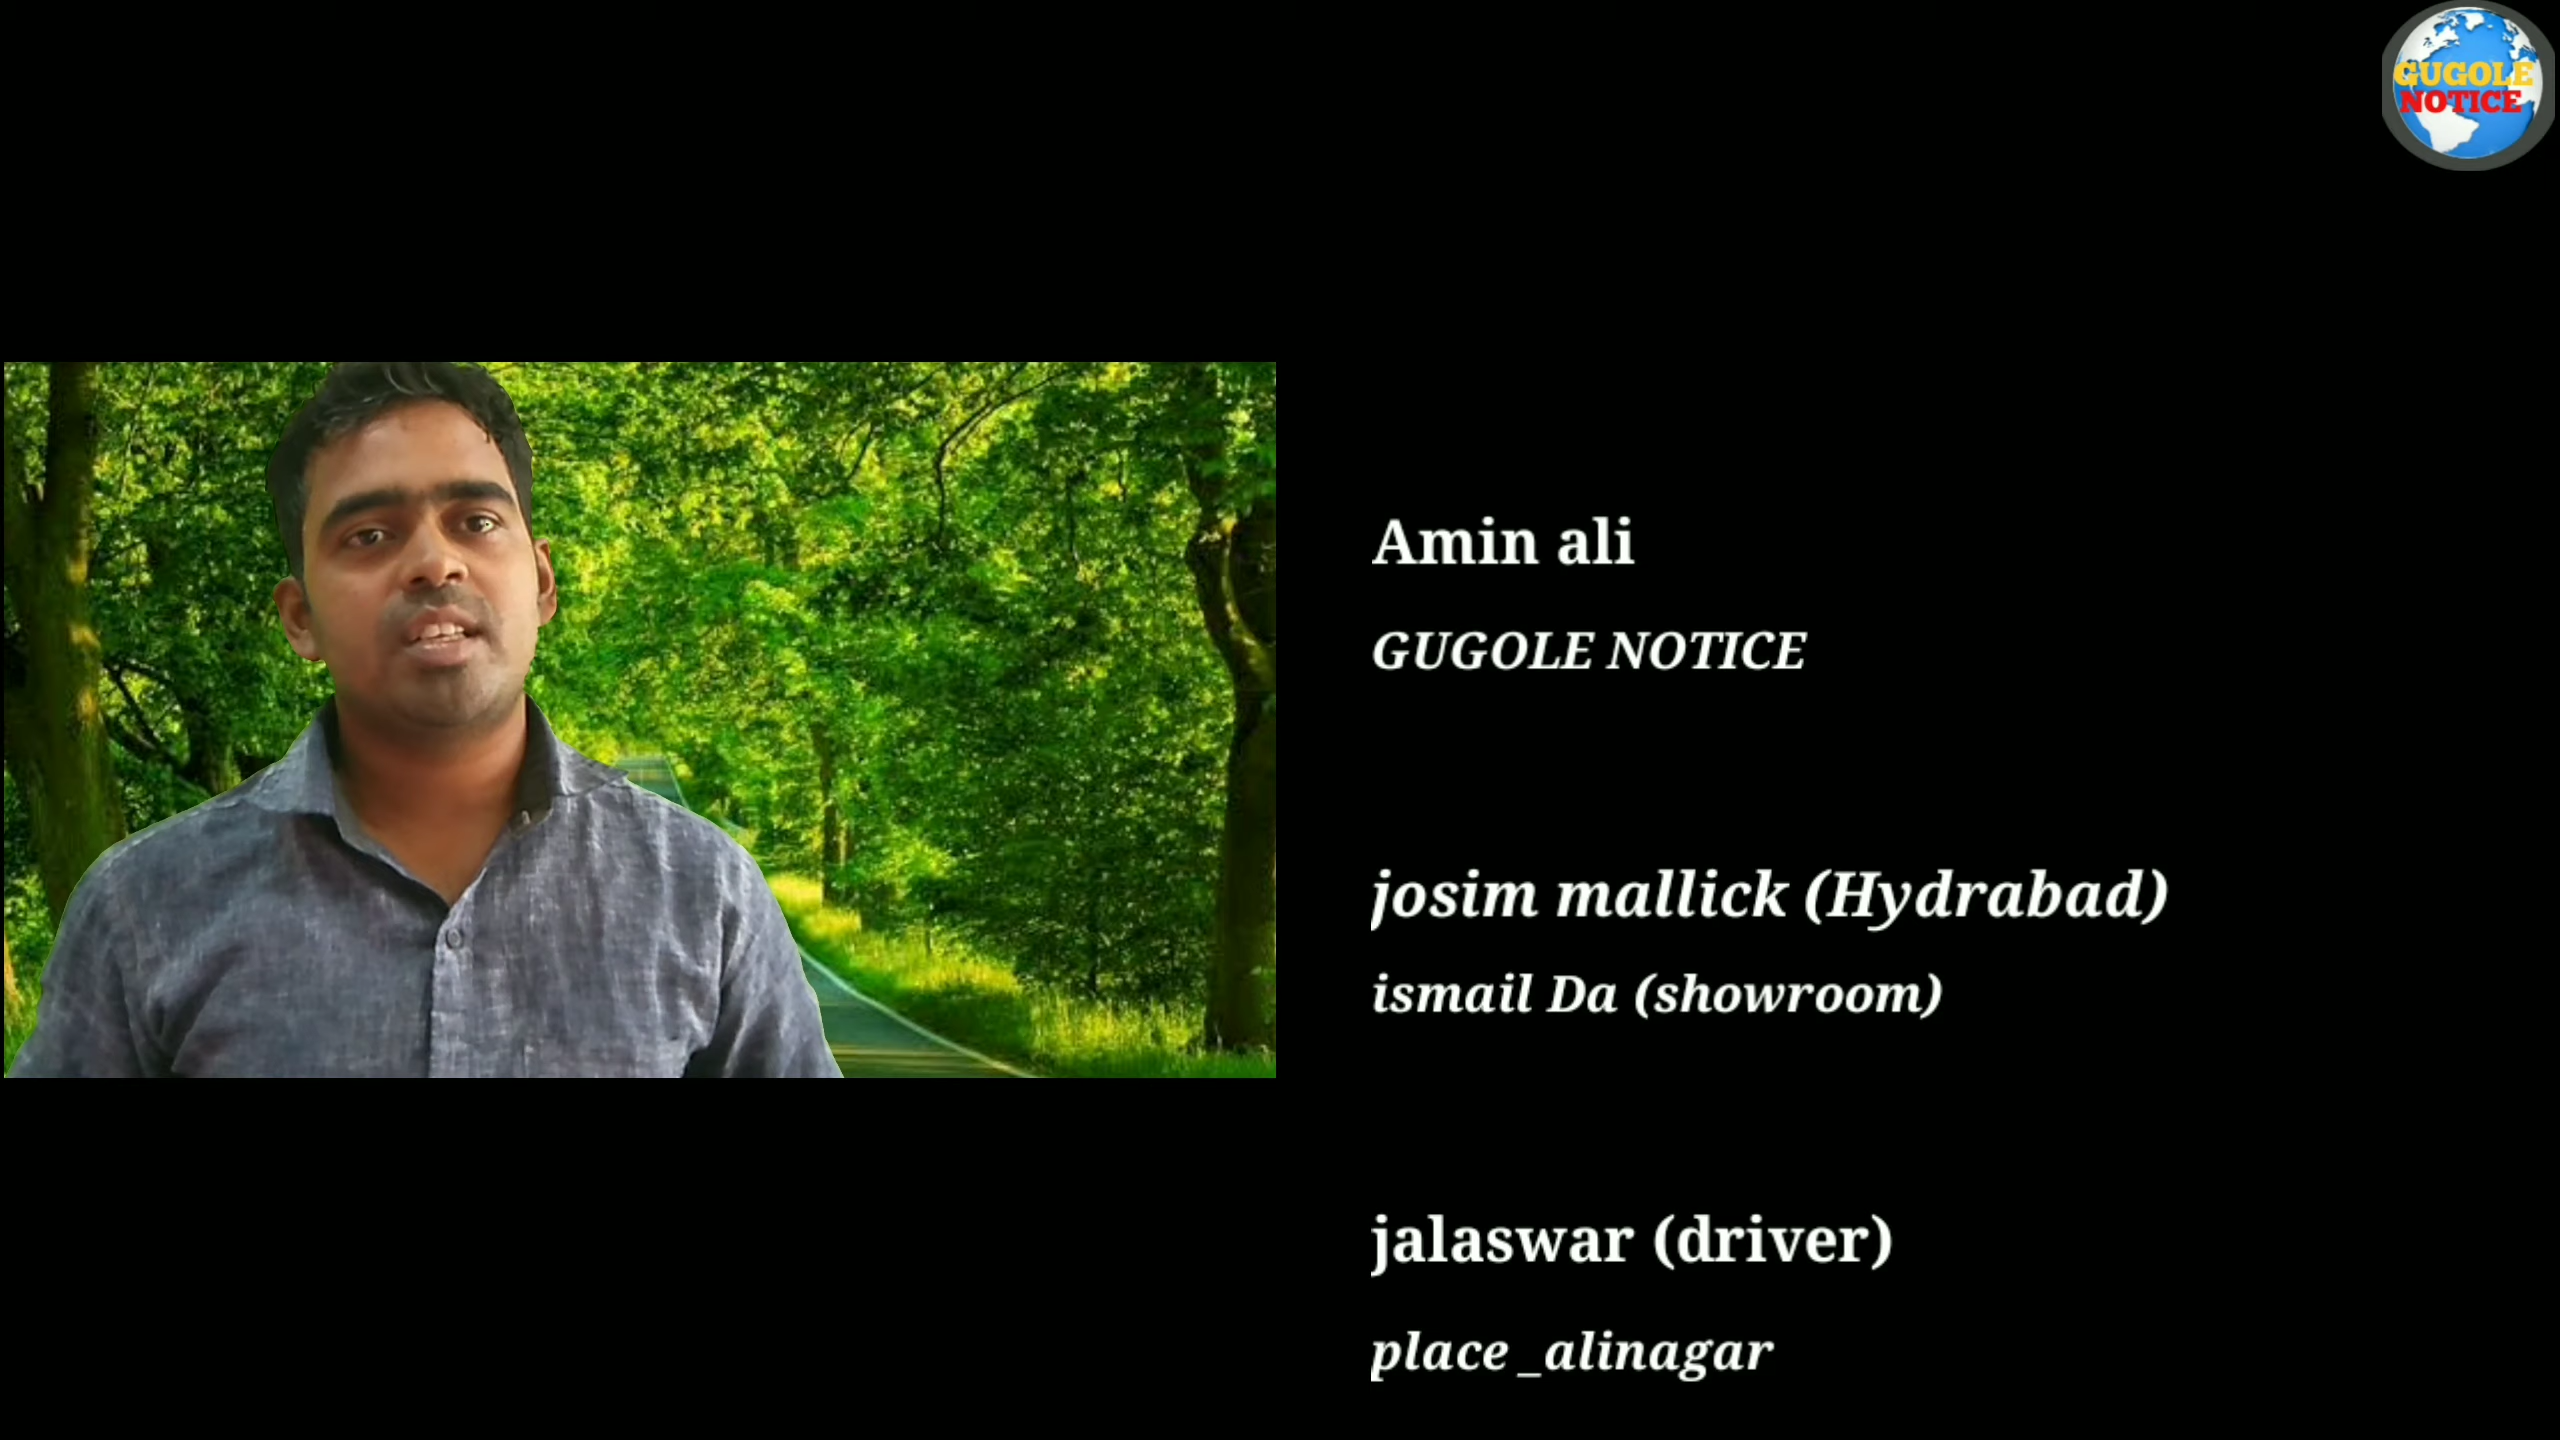 GUGOLE
NOTICE
Amin ali
GUGOLE NOTICE
josim mallick (Hydrabad)
ismail Da (showroom)
jalaswar (driver)
place _alinagar